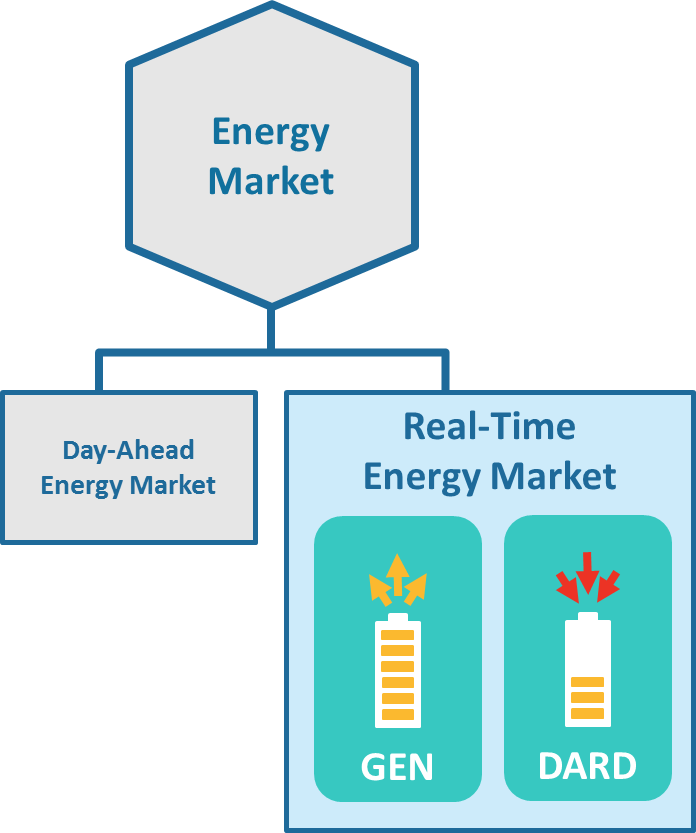 Energy
Market
Day-Ahead
Energy Market
Real-Time
Energy Market
GEN
DARD